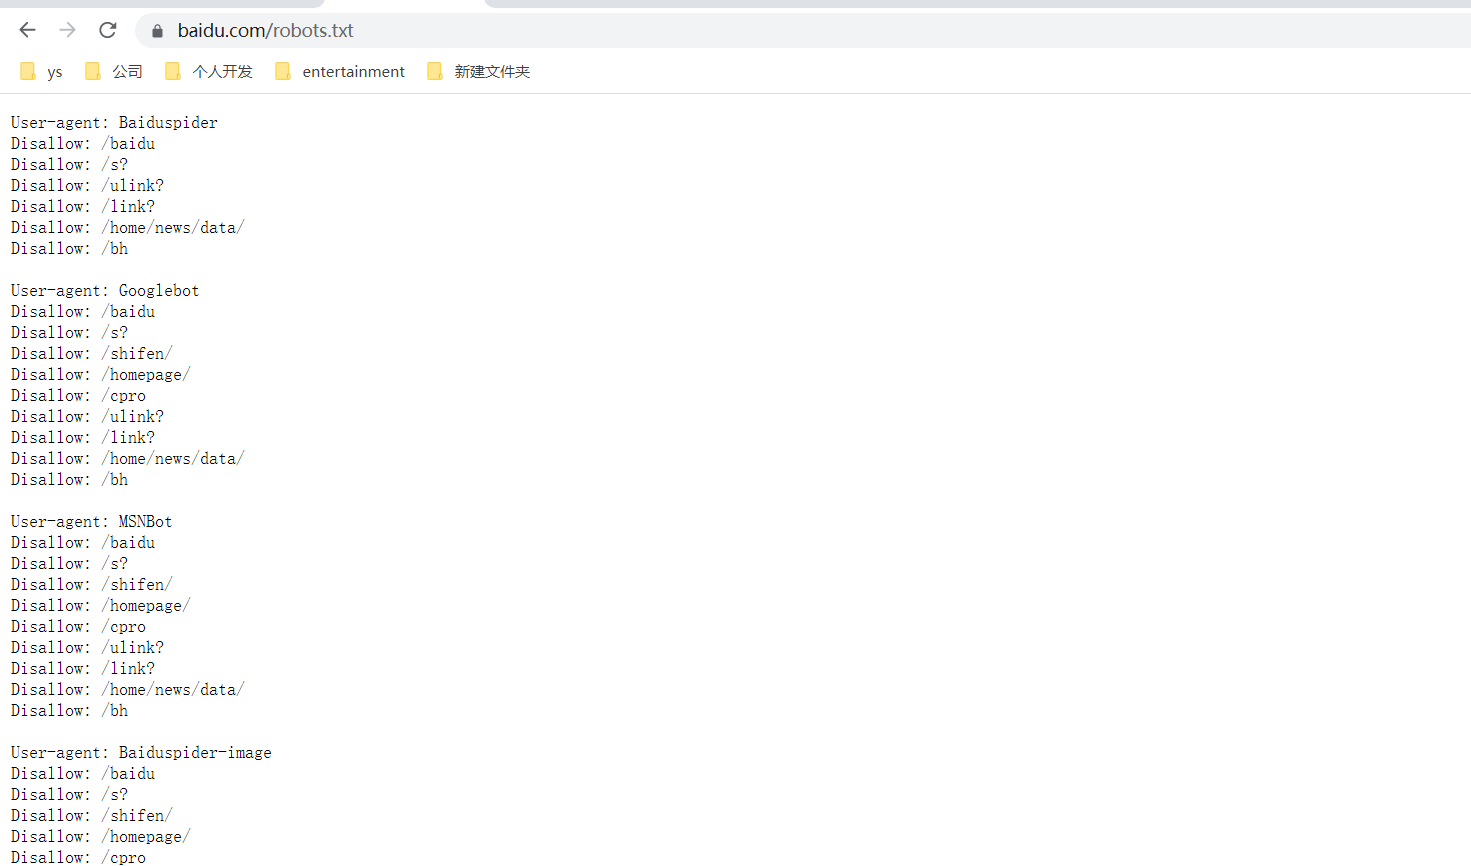 baidu.com/robots.txt
ys 公司 个人开发 entertainment 新建文件夹
User-agent: Baiduspider
Disallow: /baidu
Disallow: /s?
Disallow: /ulink?
Disallow: /link?
Disallow: /home/news/data/
Disallow: /bh
User-agent: Googlebot
Disallow: /baidu
Disallow: /s?
Disallow: /shifen/
Disallow: /homepage/
Disallow: /cpro
Disallow: /ulink?
Disallow: /link?
Disallow: /home/news/data/
Disallow: /bh
User-agent: MSNBot
Disallow: /baidu
Disallow: /s?
Disallow: /shifen/
Disallow: /homepage/
Disallow: /cpro
Disallow: /ulink?
Disallow: /link?
Disallow: /home/news/data/
Disallow: /bh
User-agent: Baiduspider-image
Disallow: /baidu
Disallow: /s?
Disallow: /shifen/
Disallow: /homepage/
Disallow: /cpro